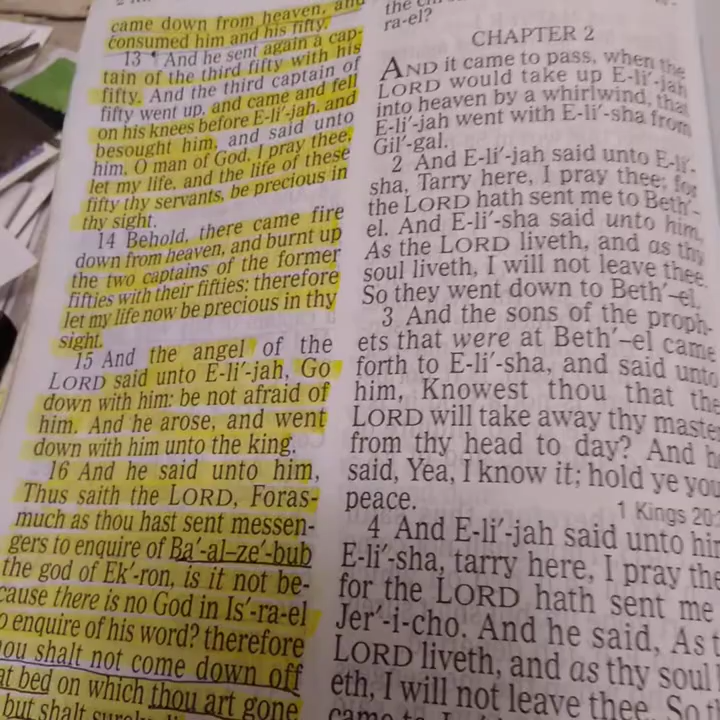 came down from heaven, and
consumed him and his fifty.
13 ¶ And he sent again a cap-
tain of the third fifty with his
fifty. And the third captain of
fifty went up, and came and fell
on his knees before E-li′-jah, and
besought him, and said unto
him, O man of God, I pray thee,
let my life, and the life of these
fifty thy servants, be precious in
thy sight.
14 Behold, there came fire
down from heaven, and burnt up
the two captains of the former
fifties with their fifties: therefore
let my life now be precious in thy
sight.
15 And the angel of the
LORD said unto E-li′-jah, Go
down with him: be not afraid of
him. And he arose, and went
down with him unto the king.
16 And he said unto him,
Thus saith the LORD, Foras-
much as thou hast sent messen-
gers to enquire of Ba′-al–ze′-bub
the god of Ek′-ron, is it not be-
cause there is no God in Is′-ra-el
o enquire of his word? therefore
ou shalt not come down off
at bed on which thou art gone
but shalt
the
ra-el?
CHAPTER 2
AND it came to pass, when the
LORD would take up E-li′-jah
into heaven by a whirlwind, that
E-li′-jah went with E-li′-sha from
Gil′-gal.
2 And E-li′-jah said unto E-li′-
sha, Tarry here, I pray thee; for
the LORD hath sent me to Beth′-
el. And E-li′-sha said unto him,
As the LORD liveth, and as thy
soul liveth, I will not leave thee.
So they went down to Beth′–el.
3 And the sons of the proph-
ets that were at Beth′–el came
forth to E-li′-sha, and said unto
him, Knowest thou that the
LORD will take away thy maste
from thy head to day? And h
said, Yea, I know it; hold ye you
peace.
1 Kings 20-
4 And E-li′-jah said unto hi
E-li′-sha, tarry here, I pray the
for the LORD hath sent me
Jer′-i-cho. And he said, As t
LORD liveth, and as thy soul
eth, I will not leave thee. So t
came to